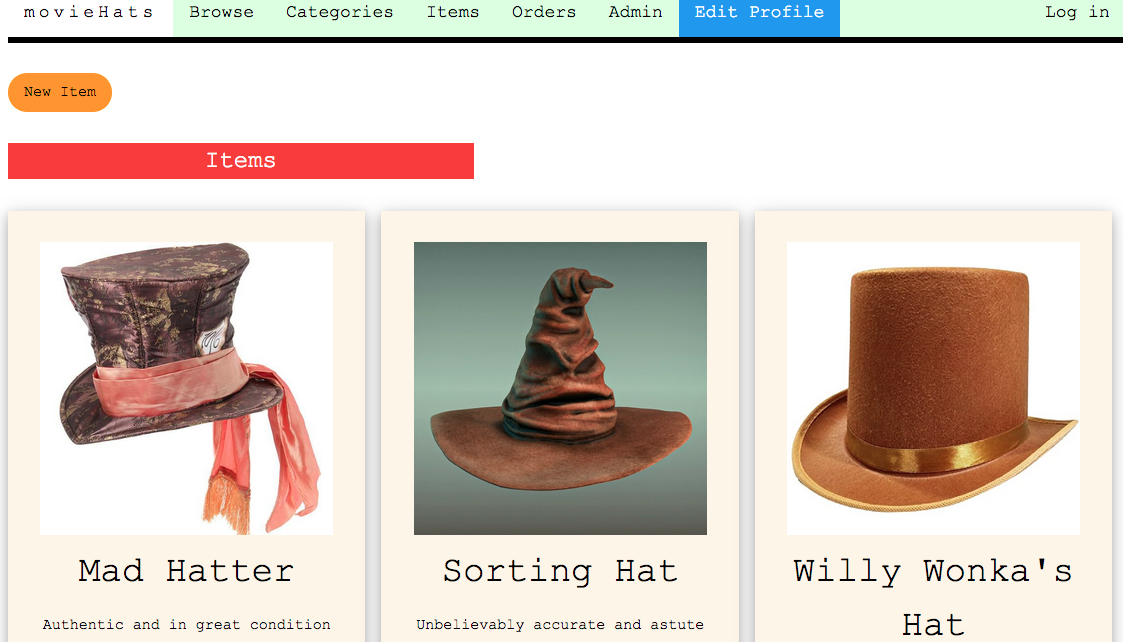 movieHats Browse Categories Items Orders Admin Edit Profile Log in
New Item
Items
Mad Hatter
Authentic and in great condition
Sorting Hat
Unbelievably accurate and astute
Willy Wonka's
Hat